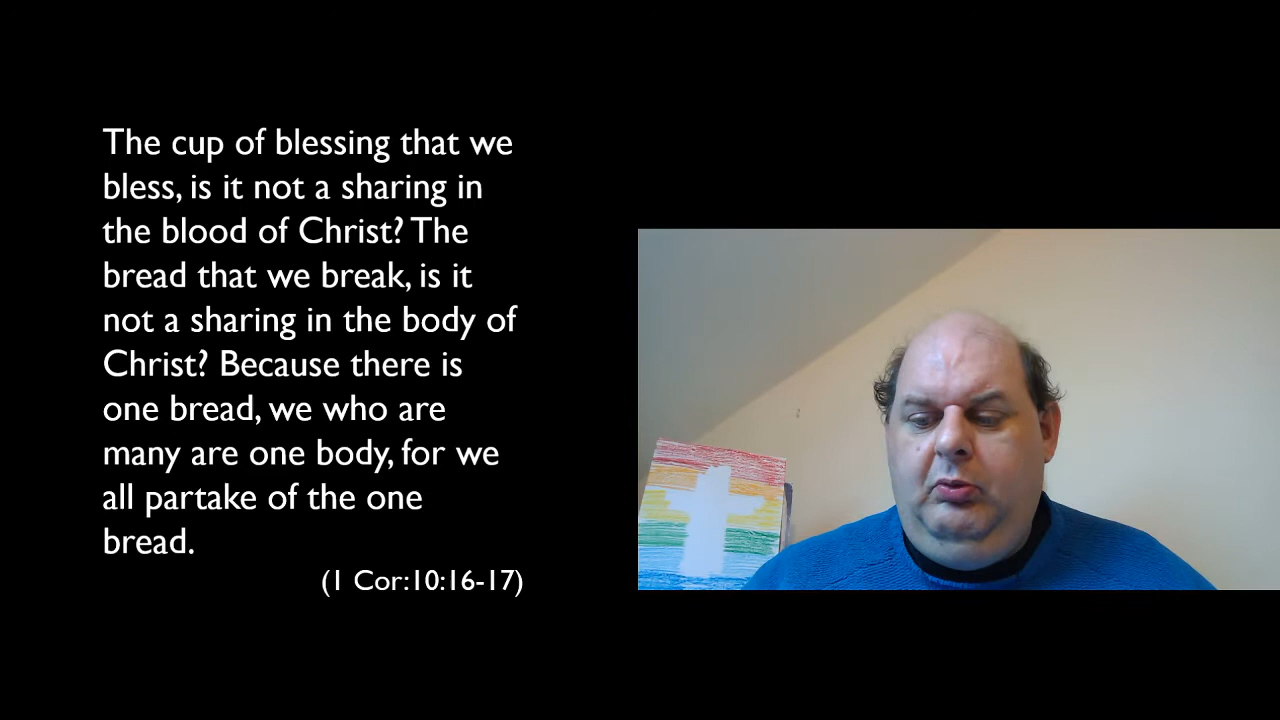 The cup of blessing that we
bless, is it not a sharing in
the blood of Christ? The
bread that we break, is it
not a sharing in the body of
Christ? Because there is
one bread, we who are
many are one body, for we
all partake of the one
bread.
(1 Cor:10:16-17)